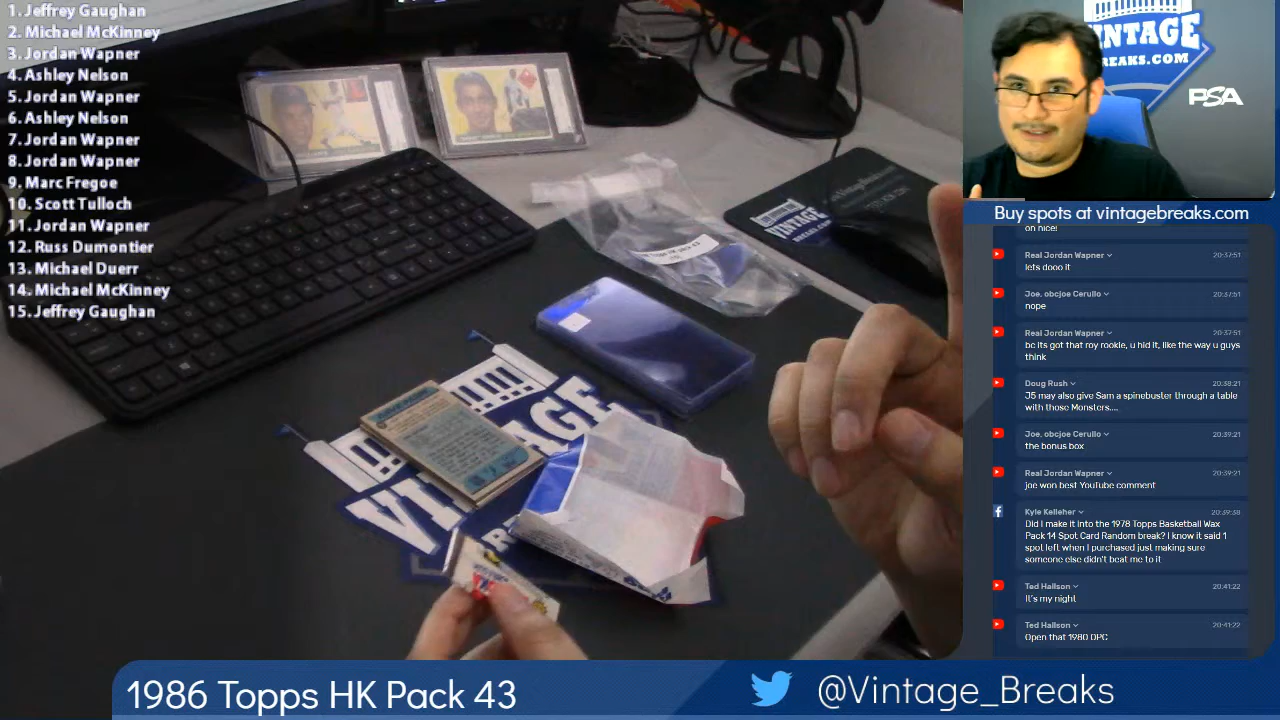 1. Jeffrey Gaughan
2. Michael McKinney
3. Jordan Wapner
4. Ashley Nelson
5. Jordan Wapner
6. Ashley Nelson
7. Jordan Wapner
8. Jordan Wapner
9. Marc Fregoe
10. Scott Tulloch
11. Jordan Wapner
12. Russ Dumontier
13. Michael Duerr
14. Michael McKinney
15. Jeffrey Gaughan
VINTAGE
BREAKS.COM
PSA
Buy spots at vintagebreaks.com
on nice!
Real Jordan Wapner 20:37:51
lets dooo it
Joe, obcjoe Cerullo 20:37:51
nope
Real Jordan Wapner 20:37:51
bc its got that roy rookie, u hid it, like the way u guys
think
Doug Rush 20:38:21
J5 may also give Sam a spinebuster through a table
with those Monsters....
Joe, obcjoe Cerullo 20:39:21
the bonus box
Real Jordan Wapner 20:39:21
joe won best YouTube comment
Kyle Kelleher 20:39:38
Did I make it into the 1978 Topps Basketball Wax
Pack 14 Spot Card Random break? I know it said 1
spot left when I purchased just making sure
someone else didn't beat me to it
Ted Hallson 20:41:22
It's my night
Ted Hallson 20:41:22
Open that 1980 OPC
VINTAGE
HK Pack 43
VINTAGE
1986 Topps HK Pack 43
@Vintage_Breaks